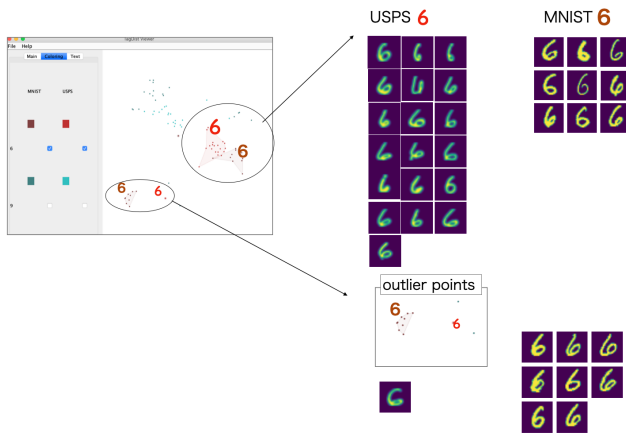 USPS 6
MNIST 6
File Help
Main Coloring Text
MNIST USPS
6
9
6
6
6
6
outlier points
6
6